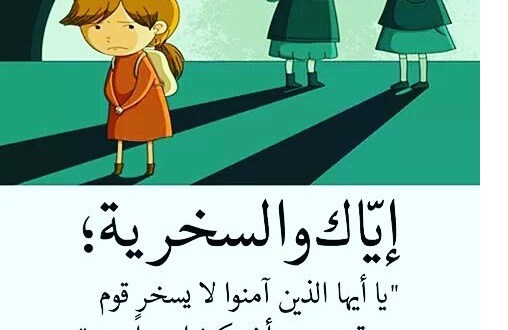 إيّاك والسخرية؛
"يا أيها الذين آمنوا لا يسخر قوم